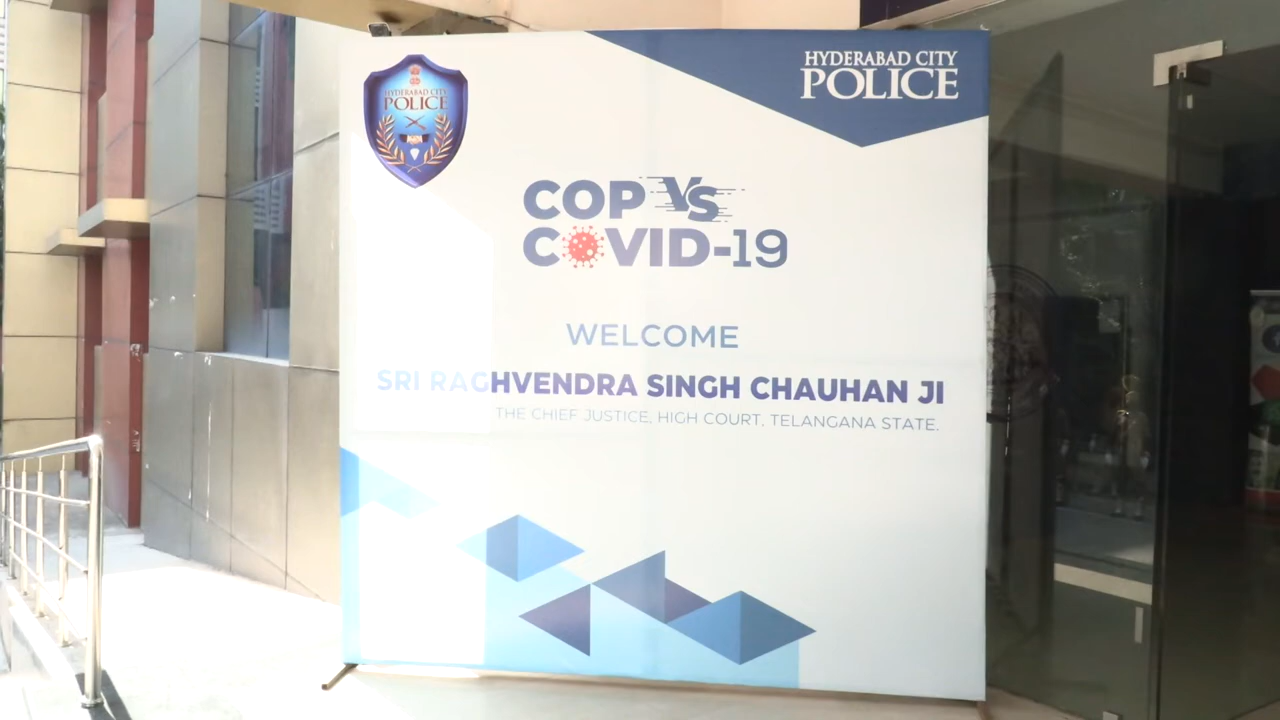 HYDERABAD CITY
POLICE
HYDERABAD CITY
POLICE
COP Vs
COVID-19
WELCOME
SRI RAGHVENDRA SINGH CHAUHAN JI
THE CHIEF JUSTICE, HIGH COURT, TELANGANA STATE.